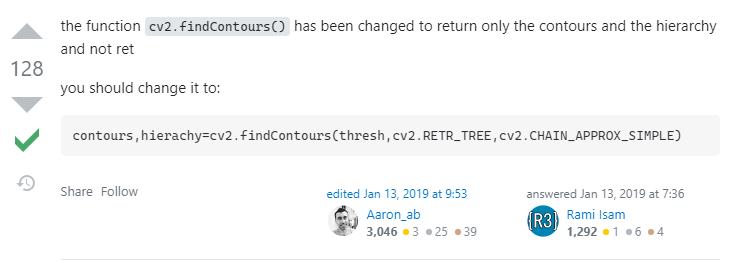 the function cv2.findContours() has been changed to return only the contours and the hierarchy
and not ret
128
you should change it to:
contours,hierachy=cv2.findContours(thresh,cv2.RETR_TREE,cv2.CHAIN_APPROX_SIMPLE)
Share Follow
edited Jan 13, 2019 at 9:53
Aaron_ab
3,046 3 25 39
answered Jan 13, 2019 at 7:36
[R3]
Rami Isam
1,292 1 6 4